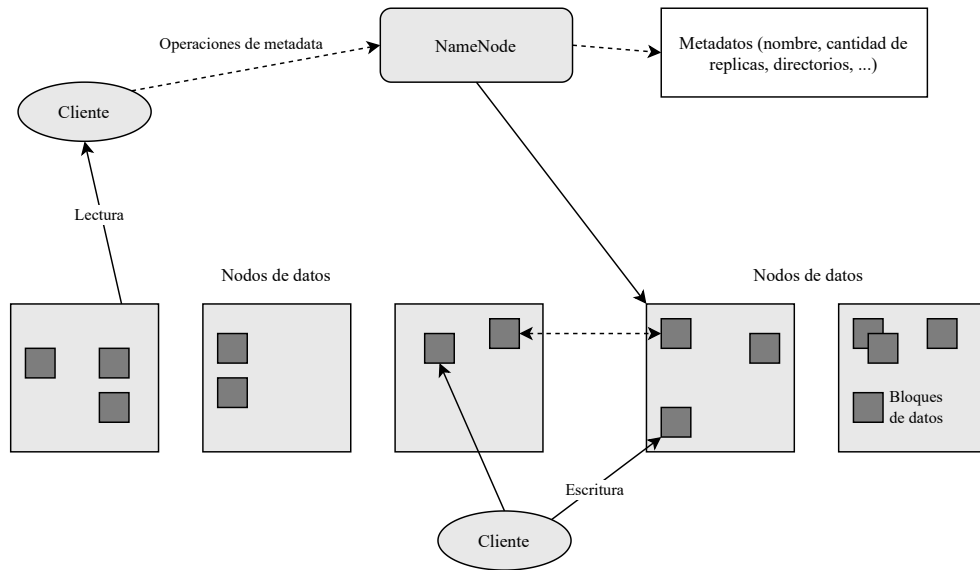 Operaciones de metadata
NameNode
Metadatos (nombre, cantidad de
replicas, directorios, ...)
Cliente
Lectura
Nodos de datos
Nodos de datos
Bloques
de datos
Escritura
Cliente